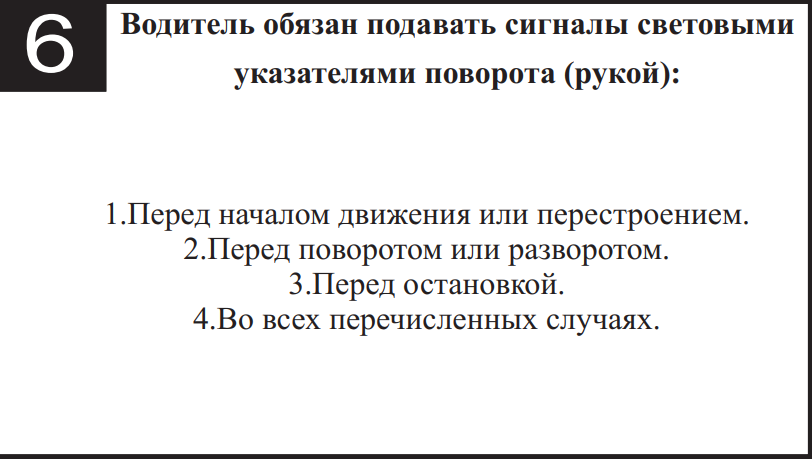 6
Водитель обязан подавать сигналы световыми
указателями поворота (рукой):
1.Перед началом движения или перестроением.
2.Перед поворотом или разворотом.
3.Перед остановкой.
4.Во всех перечисленных случаях.